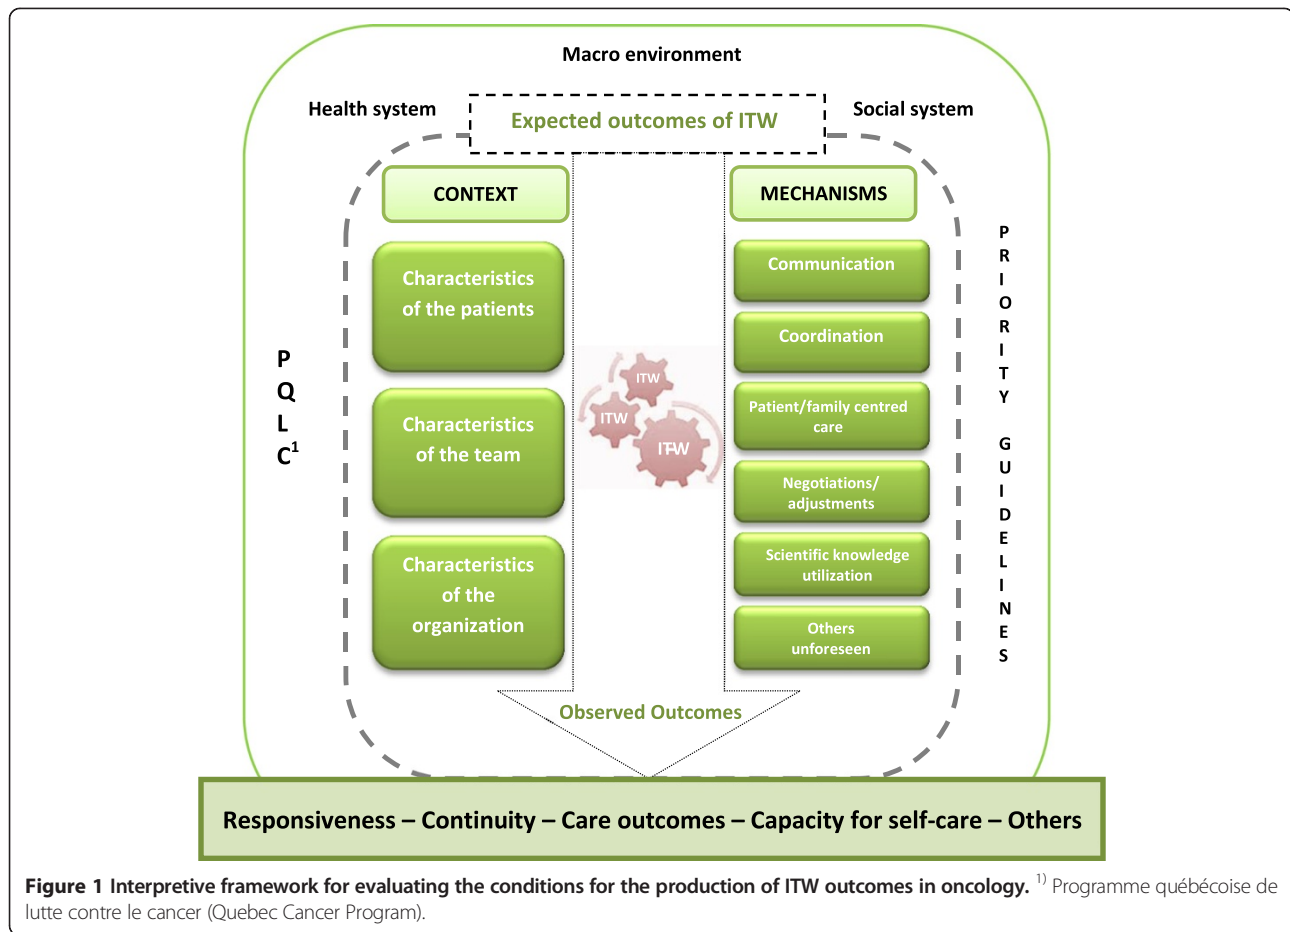 Macro environment
Health system
Social system
Expected outcomes of ITW
CONTEXT
Characteristics
of the patients
Characteristics
of the team
Characteristics
of the
organization
MECHANISMS
Communication
Coordination
Patient/family centred
care
Negotiations/
adjustments
Scientific knowledge
utilization
Others
unforeseen
P
Q
L
C1
ITW
ITW
ITW
PRIORITY GUIDELINES
Observed Outcomes
Responsiveness – Continuity – Care outcomes – Capacity for self-care – Others
Figure 1 Interpretive framework for evaluating the conditions for the production of ITW outcomes in oncology. 1) Programme québécoise de
lutte contre le cancer (Quebec Cancer Program).